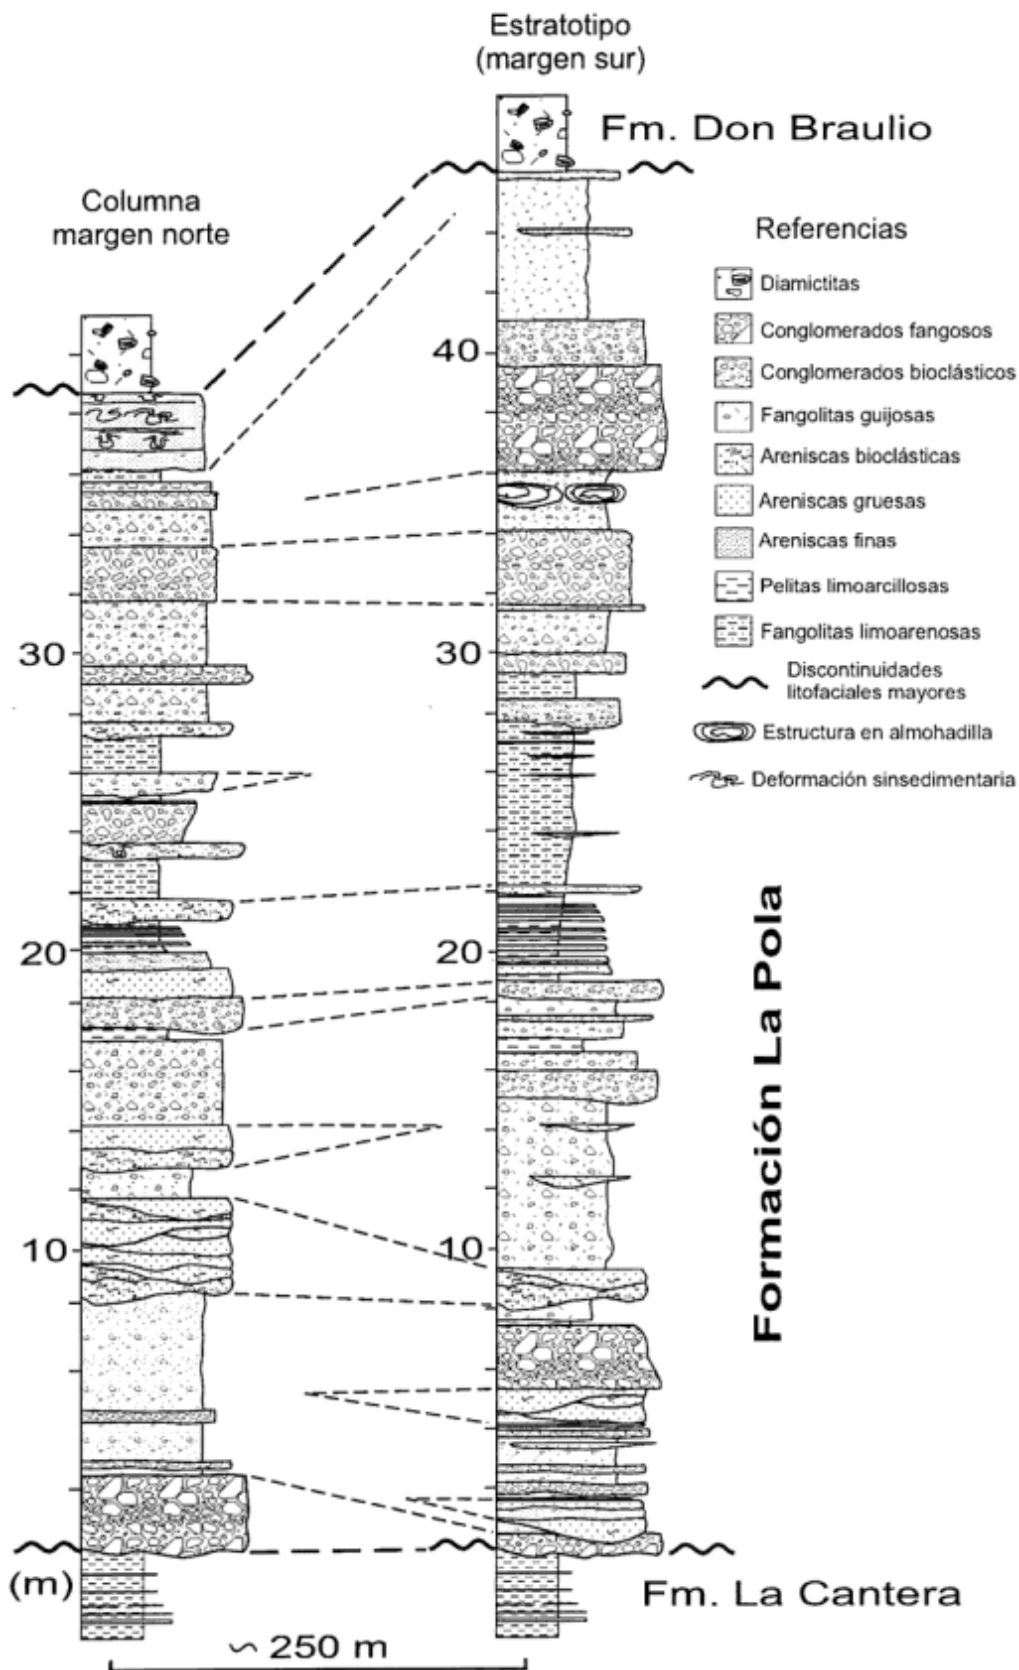 Estratotipo
(margen sur)
Fm. Don Braulio
Columna
margen norte
Referencias
Diamictitas
Conglomerados fangosos
Conglomerados bioclásticos
Fangolitas guijosas
Areniscas bioclásticas
Areniscas gruesas
Areniscas finas
Pelitas limoarcillosas
Fangolitas limoarenosas
Discontinuidades
litofaciales mayores
Estructura en almohadilla
Deformación sinsedimentaria
40
30
30
20
20
10
10
Formación La Pola
(m)
Fm. La Cantera
∽ 250 m